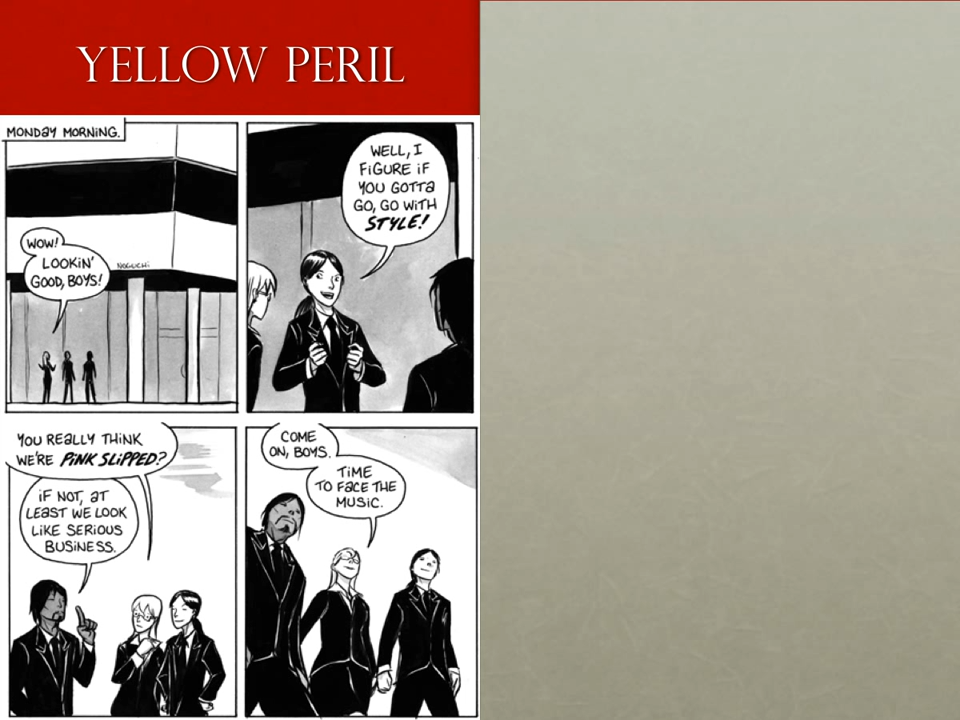 YELLOW PERIL
MONDAY MORNING.
WOW!
LOOKIN'
GOOD, BOYS!
NOGUCHI
WELL, I
FIGURE IF
YOU GOTTA
GO, GO WITH
STYLE!
YOU REALLY THINK
WE'RE PINK SLIPPED?
IF NOT, AT
LEAST WE LOOK
LIKE SERIOUS
BUSINESS.
COME
ON, BOYS.
TIME
TO FACE THE
MUSIC.